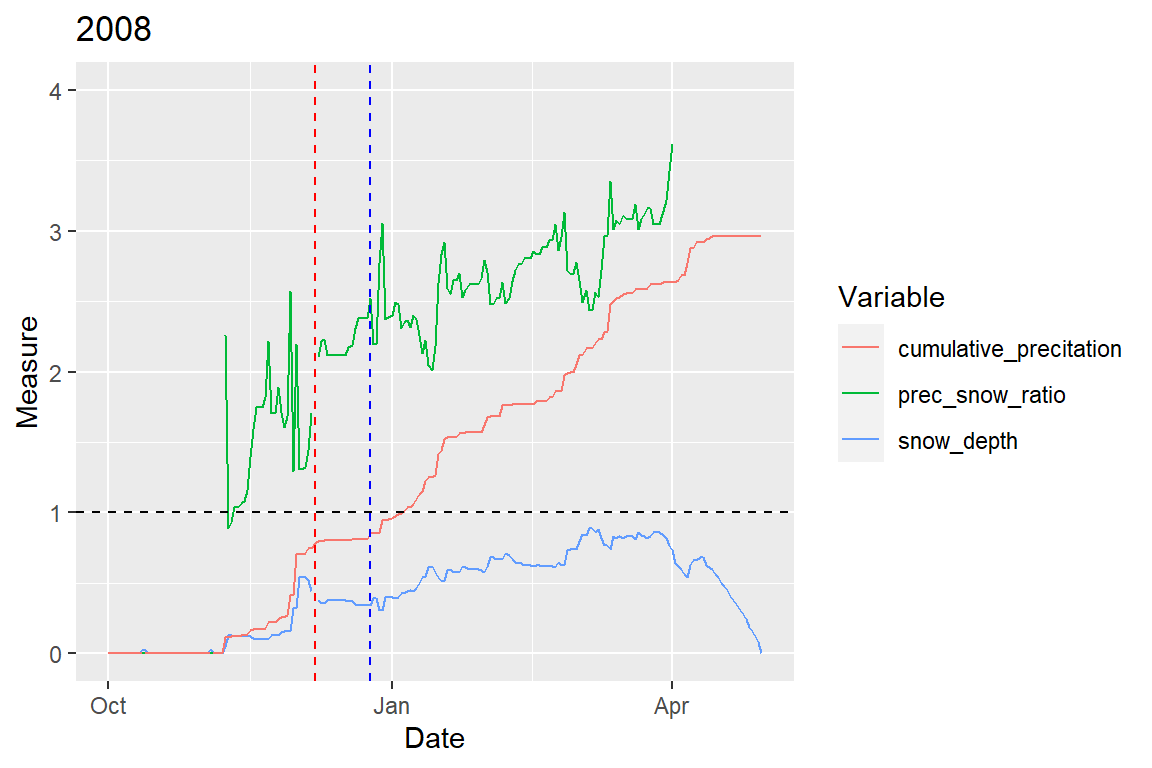 2008
4
3
2
1
0
Measure
Oct
Jan
Apr
Date
Variable
cumulative_precitation
prec_snow_ratio
snow_depth